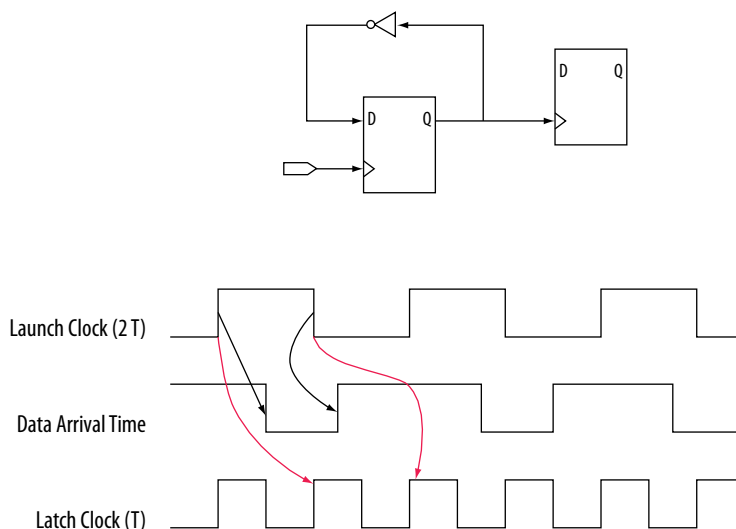 D Q
D Q
Launch Clock (2 T)
Data Arrival Time
Latch Clock (T)